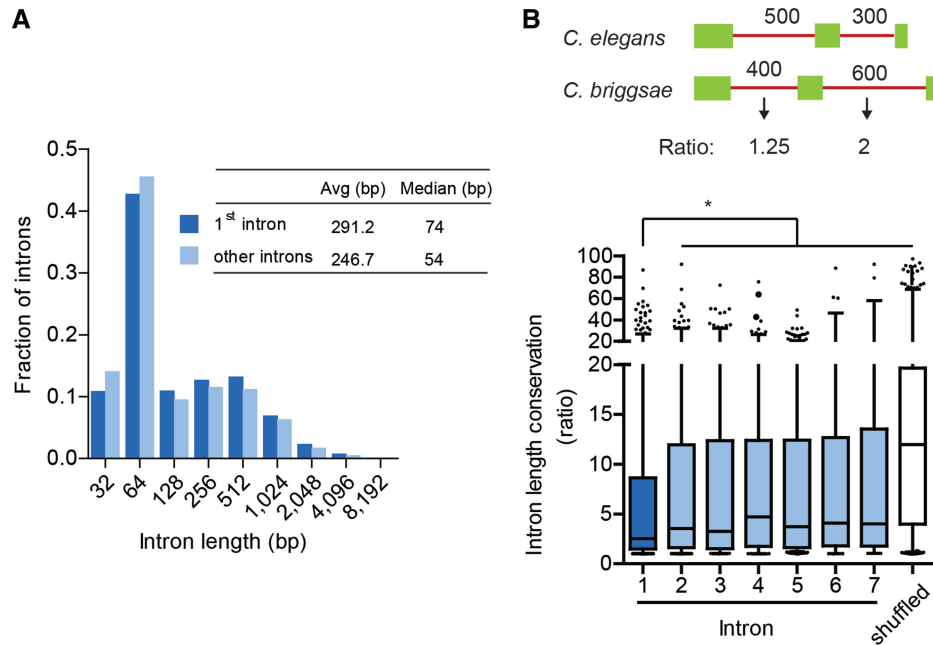 A
0.5
0.4
0.3
0.2
0.1
0.0
Fraction of introns
Avg (bp) Median (bp)
1st intron 291.2 74
other introns 246.7 54
32 64 128 256 512 1,024 2,048 4,096 8,192
Intron length (bp)
B
500 300
C. elegans
400 600
C. briggsae
Ratio: 1.25 2
*
100
80
60
40
20
20
15
10
5
0
Intron length conservation
(ratio)
1 2 3 4 5 6 7 shuffled
Intron